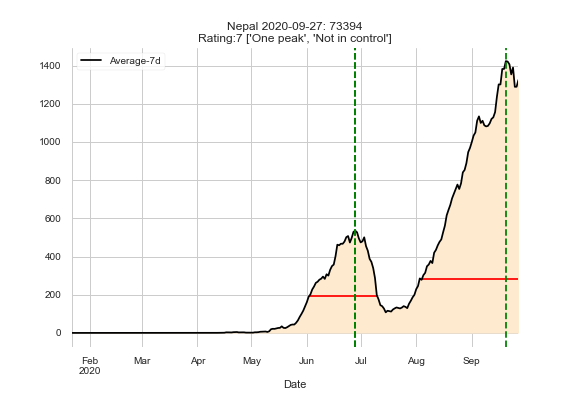 Nepal 2020-09-27: 73394
Rating:7 ['One peak', 'Not in control']
Average-7d
1400
1200
1000
800
600
400
200
0
Feb Mar Apr May Jun Jul Aug Sep
2020
Date